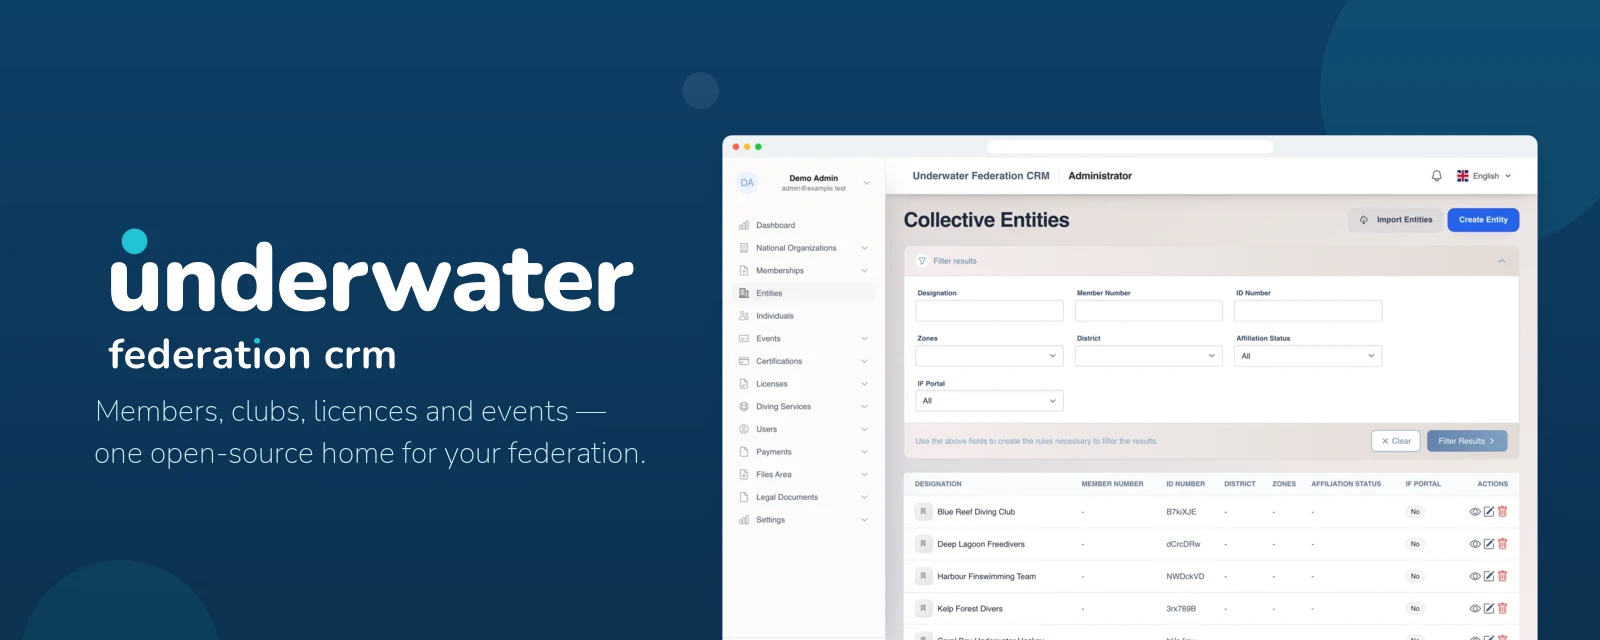 underwater
federation crm
Members, clubs, licences and events —
one open-source home for your federation.
DA
Demo Admin
admin@example.test
Dashboard
National Organizations
Memberships
Entities
Individuals
Events
Certifications
Licenses
Diving Services
Users
Payments
Files Area
Legal Documents
Settings
Underwater Federation CRM Administrator
English
Collective Entities
Import Entities
Create Entity
Filter results
Designation Member Number ID Number
Zones District Affiliation Status
All
IF Portal
All
Use the above fields to create the rules necessary to filter the results.
Clear
Filter Results
DESIGNATION MEMBER NUMBER ID NUMBER DISTRICT ZONES AFFILIATION STATUS IF PORTAL ACTIONS
Blue Reef Diving Club - B7kiXJE - - - No
Deep Lagoon Freedivers - dCrcDRw - - - No
Harbour Finswimming Team - NWDckVD - - - No
Kelp Forest Divers - 3rx769B - - - No